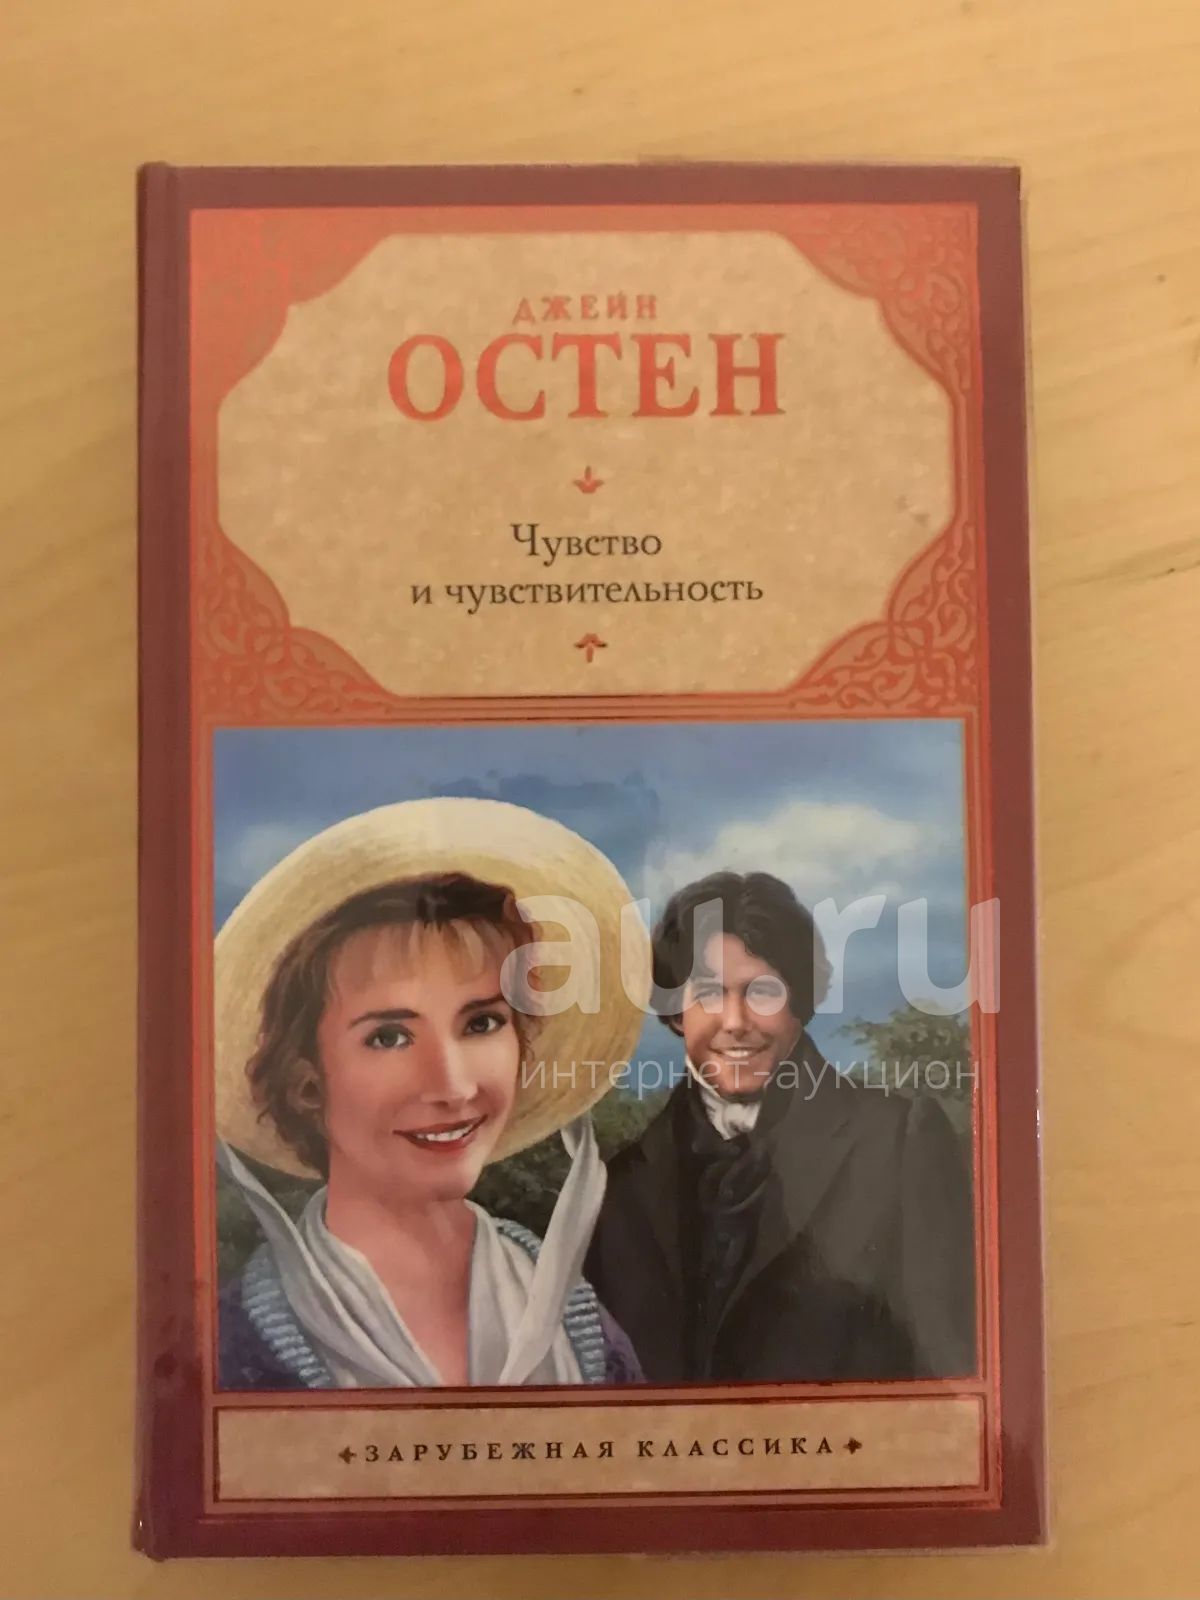 ДЖЕЙН
ОСТЕН
Чувство
и чувствительность
au.ru
интернет-аукцион
ЗАРУБЕЖНАЯ КЛАССИКА